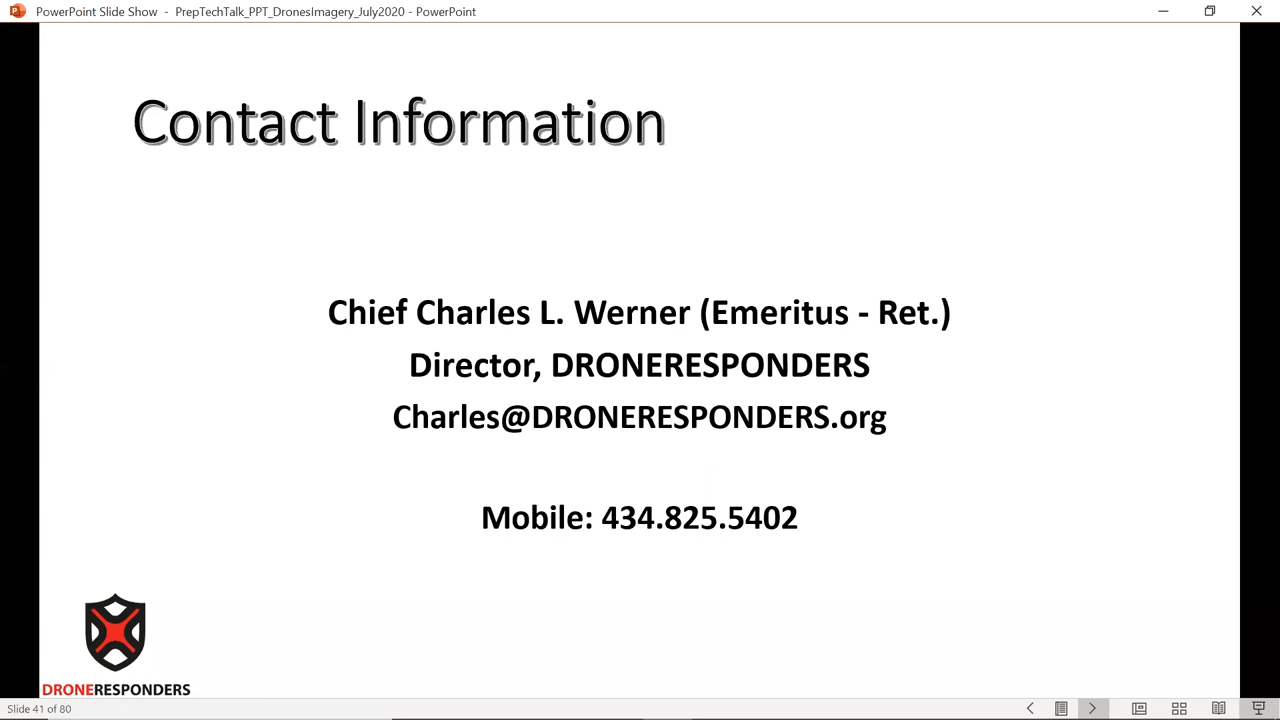 PowerPoint Slide Show - PrepTechTalk_PPT_DronesImagery_July2020 - PowerPoint
Contact Information
Chief Charles L. Werner (Emeritus - Ret.)
Director, DRONERESPONDERS
Charles@DRONERESPONDERS.org
Mobile: 434.825.5402
DRONERESPONDERS
Slide 41 of 80